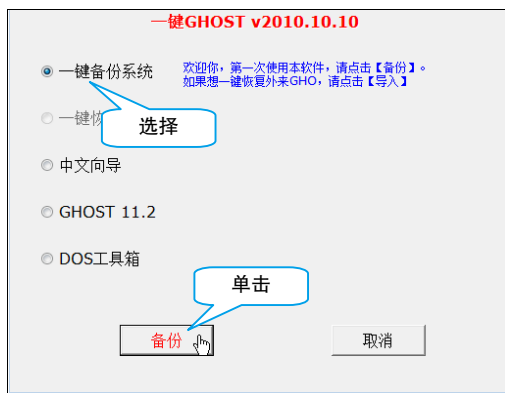 一键GHOST v2010.10.10
一键备份系统
欢迎你，第一次使用本软件，请点击【备份】。
如果想一键恢复外来GHO，请点击【导入】
一键恢
选择
中文向导
GHOST 11.2
DOS工具箱
单击
备份
取消